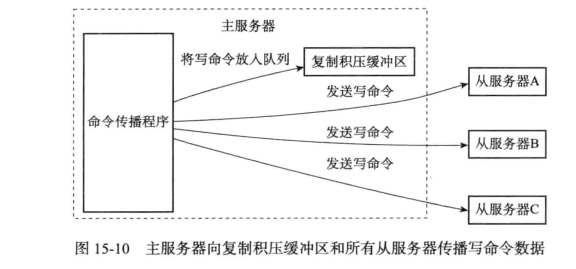 主服务器
将写命令放入队列
复制积压缓冲区
命令传播程序
发送写命令
从服务器A
发送写命令
从服务器B
发送写命令
从服务器C
图 15-10 主服务器向复制积压缓冲区和所有从服务器传播写命令数据